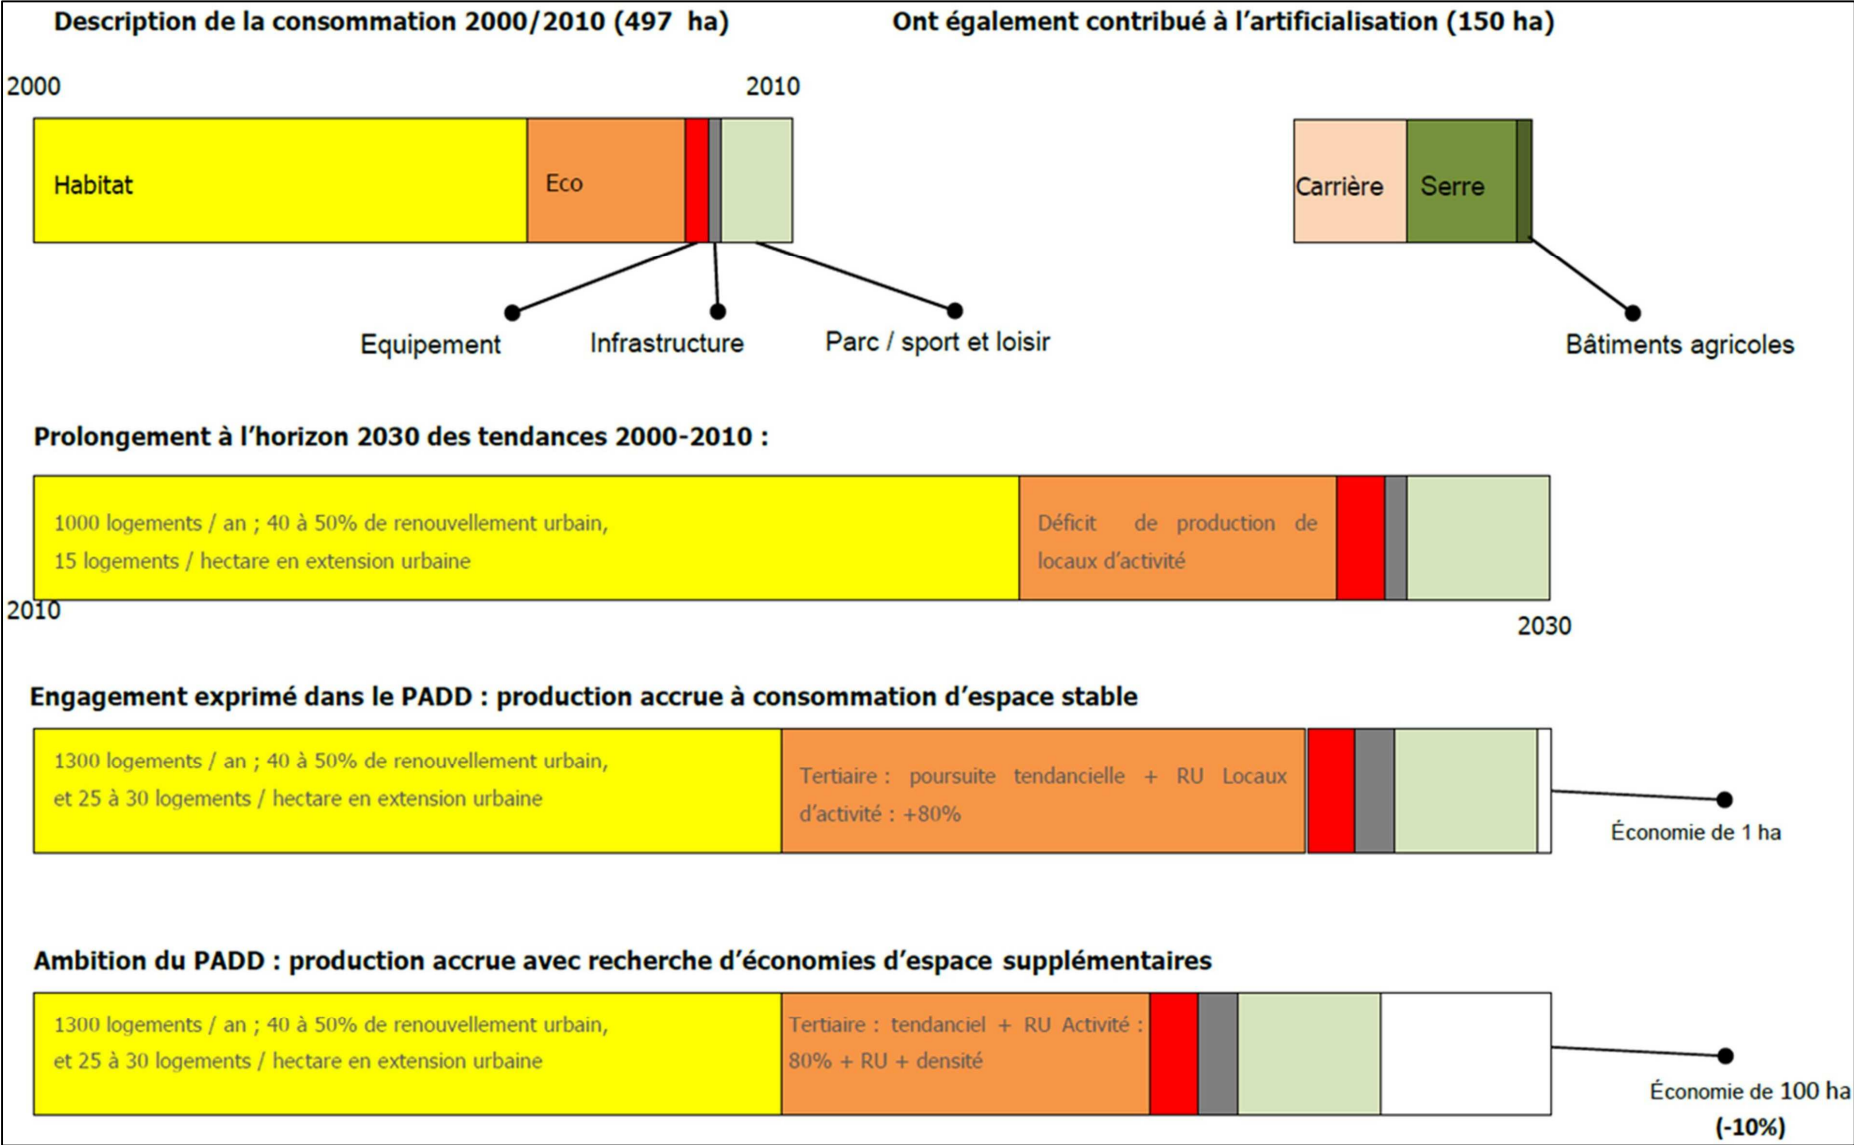 Description de la consommation 2000/2010 (497 ha)
Ont également contribué à l'artificialisation (150 ha)
2000
2010
Habitat
Eco
Carrière
Serre
Equipement
Infrastructure
Parc / sport et loisir
Bâtiments agricoles
Prolongement à l'horizon 2030 des tendances 2000-2010 :
1000 logements / an ; 40 à 50% de renouvellement urbain,
15 logements / hectare en extension urbaine
Déficit de production de
locaux d'activité
2010
2030
Engagement exprimé dans le PADD : production accrue à consommation d'espace stable
1300 logements / an ; 40 à 50% de renouvellement urbain,
et 25 à 30 logements / hectare en extension urbaine
Tertiaire : poursuite tendancielle + RU Locaux
d'activité : +80%
Économie de 1 ha
Ambition du PADD : production accrue avec recherche d'économies d'espace supplémentaires
1300 logements / an ; 40 à 50% de renouvellement urbain,
et 25 à 30 logements / hectare en extension urbaine
Tertiaire : tendanciel + RU Activité :
80% + RU + densité
Économie de 100 ha
(-10%)